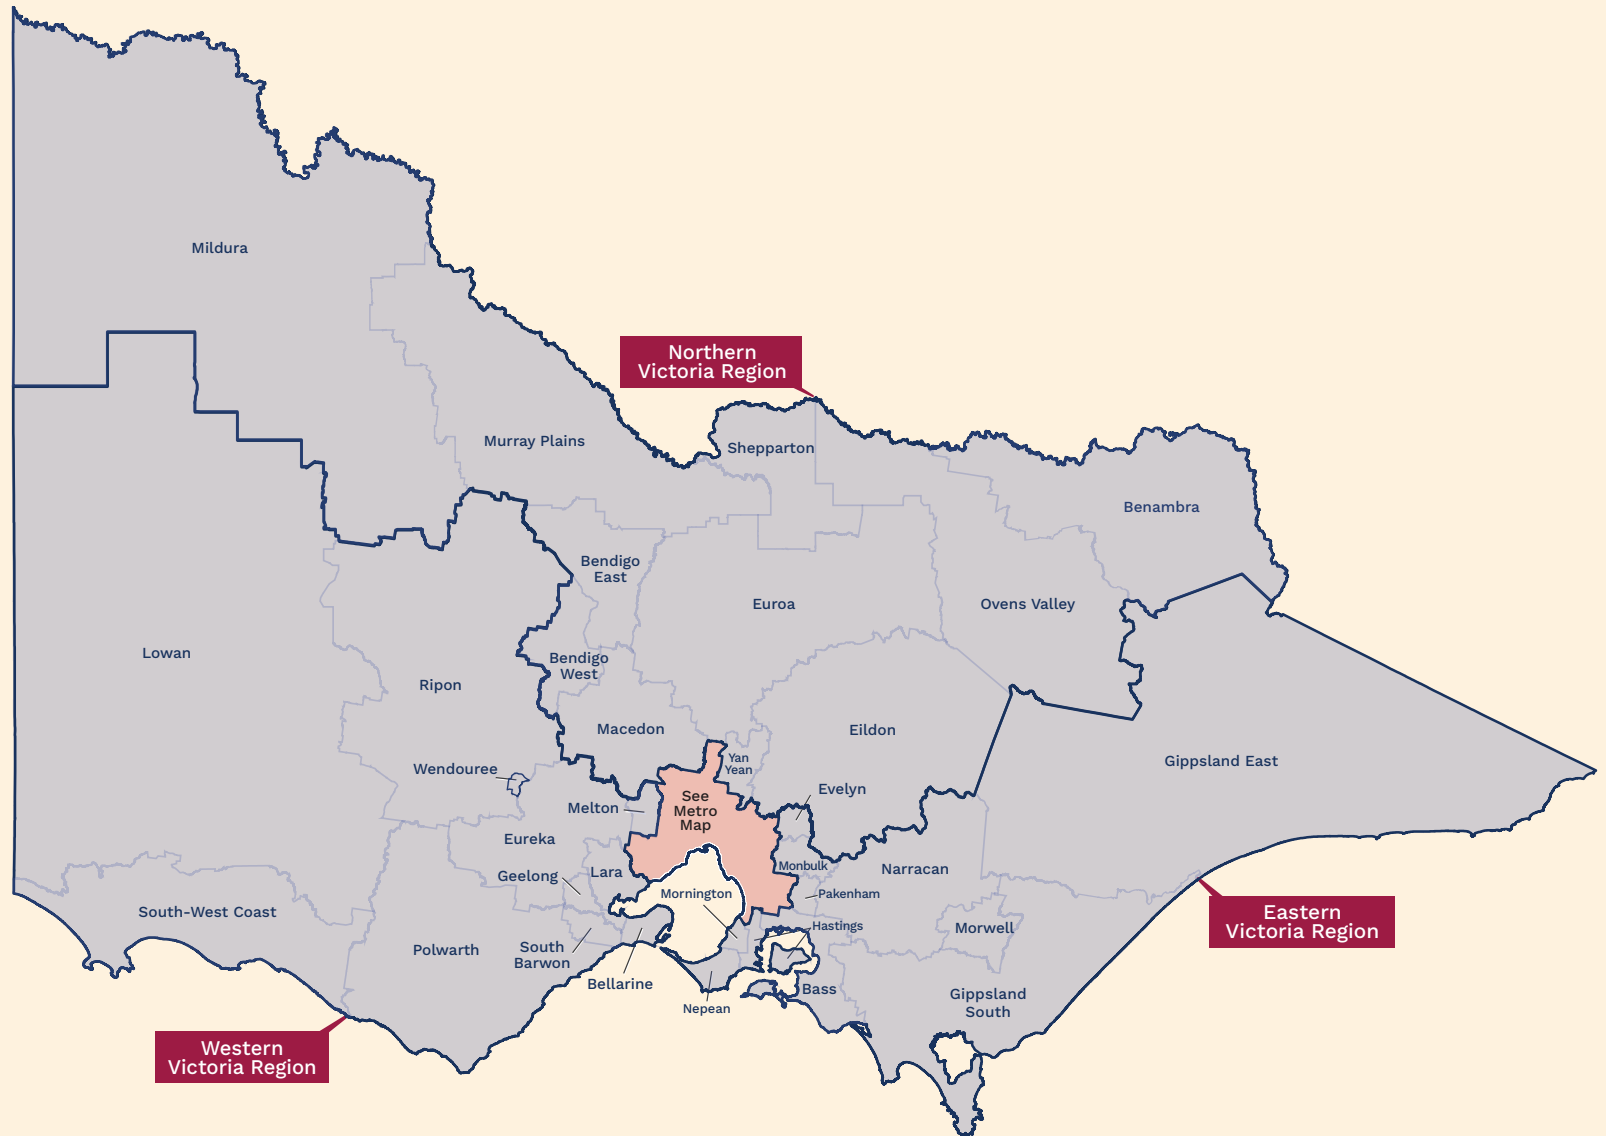 Mildura
Northern
Victoria Region
Murray Plains
Shepparton
Benambra
Bendigo
East
Euroa
Ovens Valley
Lowan
Bendigo
West
Ripon
Macedon
Eildon
Gippsland East
Yan
Yean
Wendouree
Evelyn
See
Metro
Map
Melton
Eureka
Monbulk
Narracan
Lara
Geelong
Mornington
Pakenham
South-West Coast
Eastern
Victoria Region
Hastings
Morwell
Polwarth
South
Barwon
Bellarine
Bass
Gippsland
South
Nepean
Western
Victoria Region